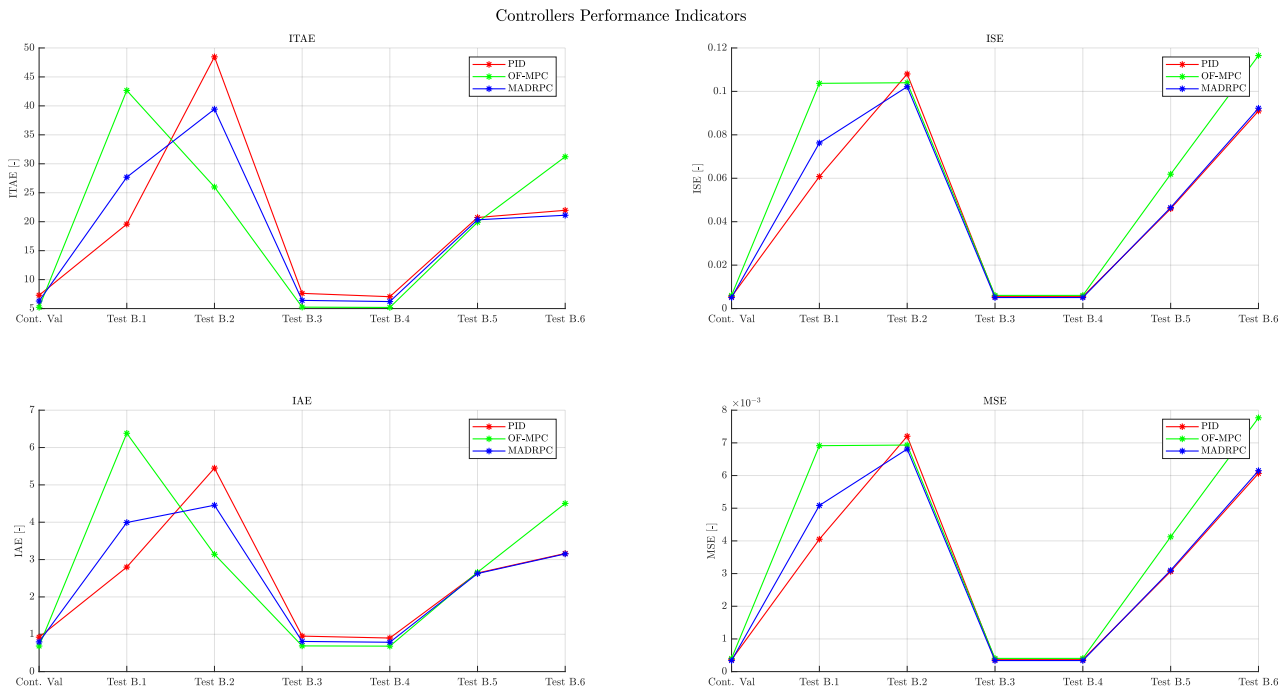 Controllers Performance Indicators
ITAE
50
45
40
35
30
25
20
15
10
5
ITAE [-]
PID
OF-MPC
MADRPC
Cont. Val
Test B.1
Test B.2
Test B.3
Test B.4
Test B.5
Test B.6
ISE
0.12
0.1
0.08
0.06
0.04
0.02
0
ISE [-]
PID
OF-MPC
MADRPC
Cont. Val
Test B.1
Test B.2
Test B.3
Test B.4
Test B.5
Test B.6
IAE
7
6
5
4
3
2
1
0
IAE [-]
PID
OF-MPC
MADRPC
Cont. Val
Test B.1
Test B.2
Test B.3
Test B.4
Test B.5
Test B.6
MSE
×10⁻³
8
7
6
5
4
3
2
1
0
MSE [-]
PID
OF-MPC
MADRPC
Cont. Val
Test B.1
Test B.2
Test B.3
Test B.4
Test B.5
Test B.6